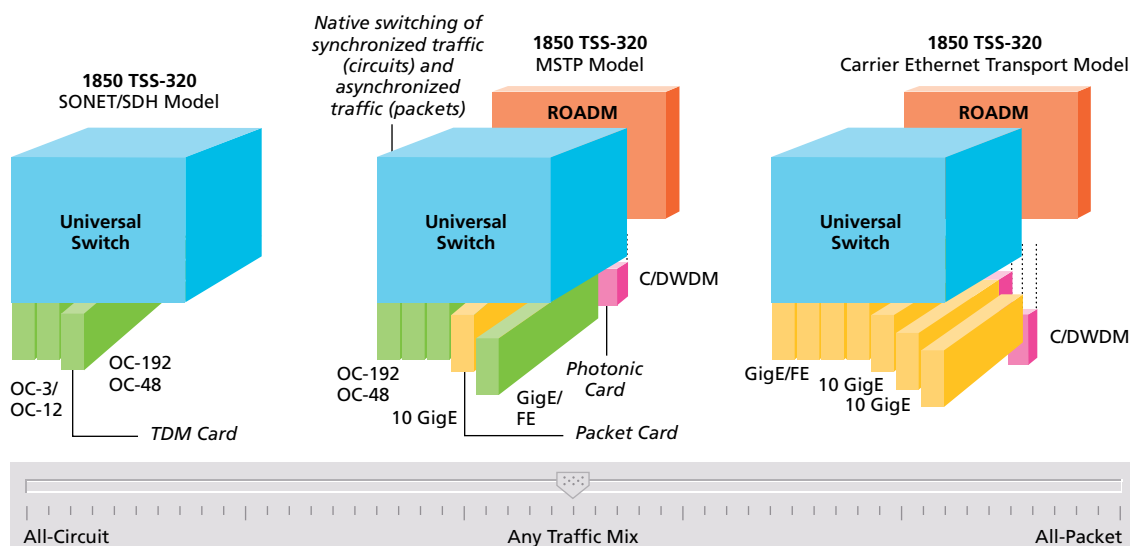 1850 TSS-320
SONET/SDH Model
Universal
Switch
OC-3/
OC-12
OC-192
OC-48
TDM Card
Native switching of
synchronized traffic
(circuits) and
asynchronized
traffic (packets)
1850 TSS-320
MSTP Model
ROADM
Universal
Switch
C/DWDM
OC-192
OC-48
10 GigE
GigE/
FE
Photonic
Card
Packet Card
1850 TSS-320
Carrier Ethernet Transport Model
ROADM
Universal
Switch
C/DWDM
GigE/FE
10 GigE
10 GigE
All-Circuit
Any Traffic Mix
All-Packet